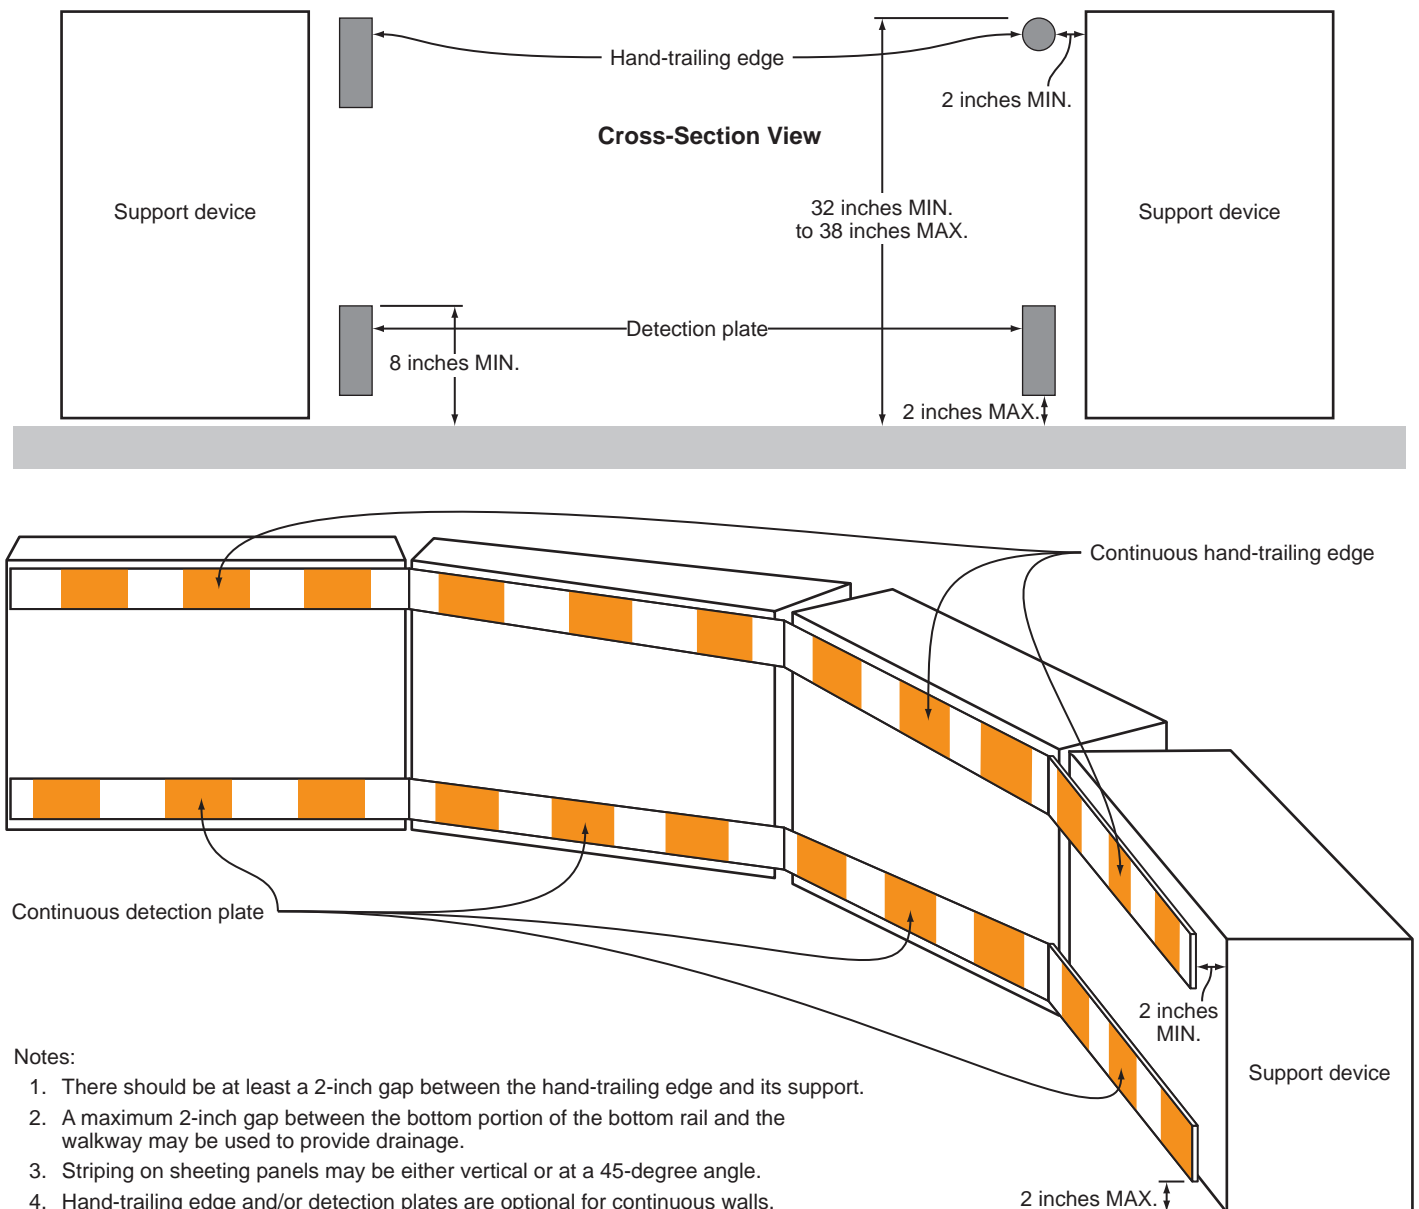 Hand-trailing edge
2 inches MIN.
Cross-Section View
Support device
32 inches MIN.
to 38 inches MAX.
Support device
Detection plate
8 inches MIN.
2 inches MAX.
Continuous hand-trailing edge
Continuous detection plate
2 inches
MIN.
Support device
Notes:
1. There should be at least a 2-inch gap between the hand-trailing edge and its support.
2. A maximum 2-inch gap between the bottom portion of the bottom rail and the
walkway may be used to provide drainage.
3. Striping on sheeting panels may be either vertical or at a 45-degree angle.
4. Hand-trailing edge and/or detection plates are optional for continuous walls.
2 inches MAX.